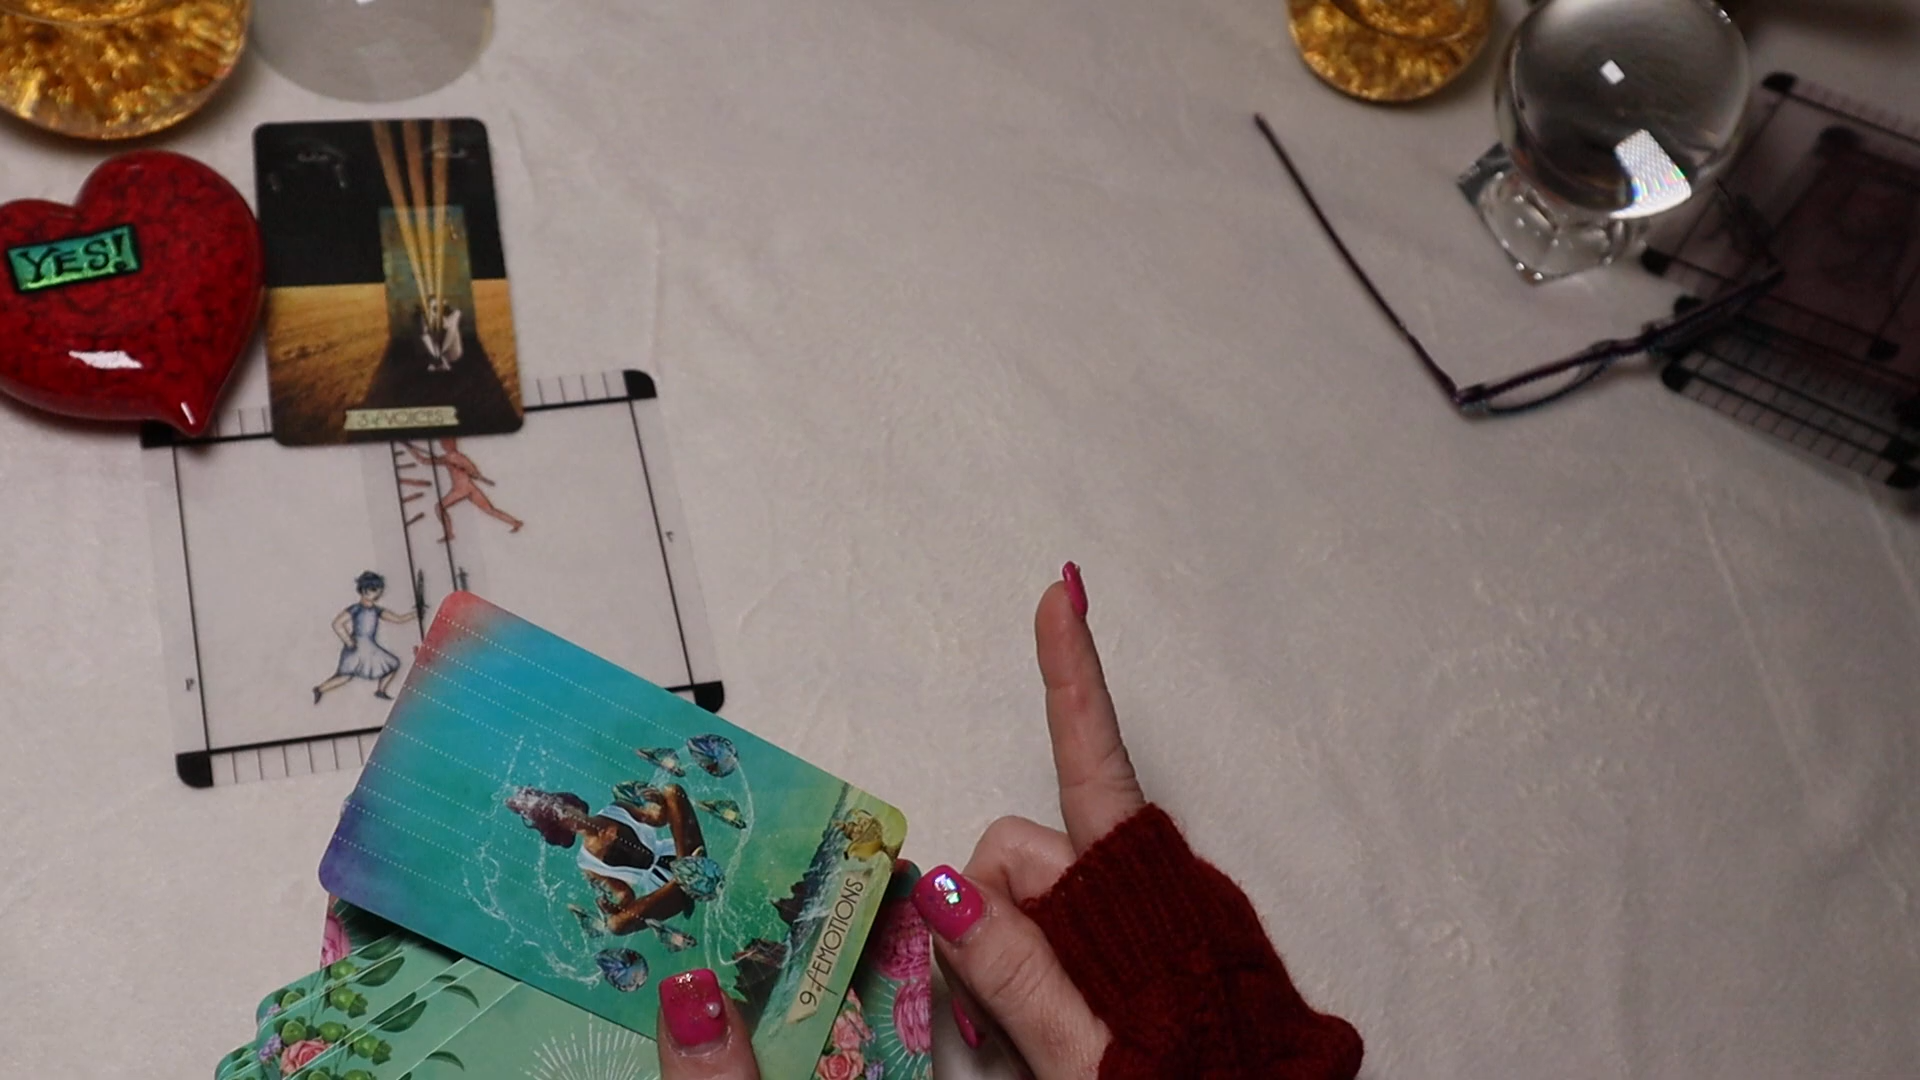 YES!
3 of VOICES
9 of EMOTIONS